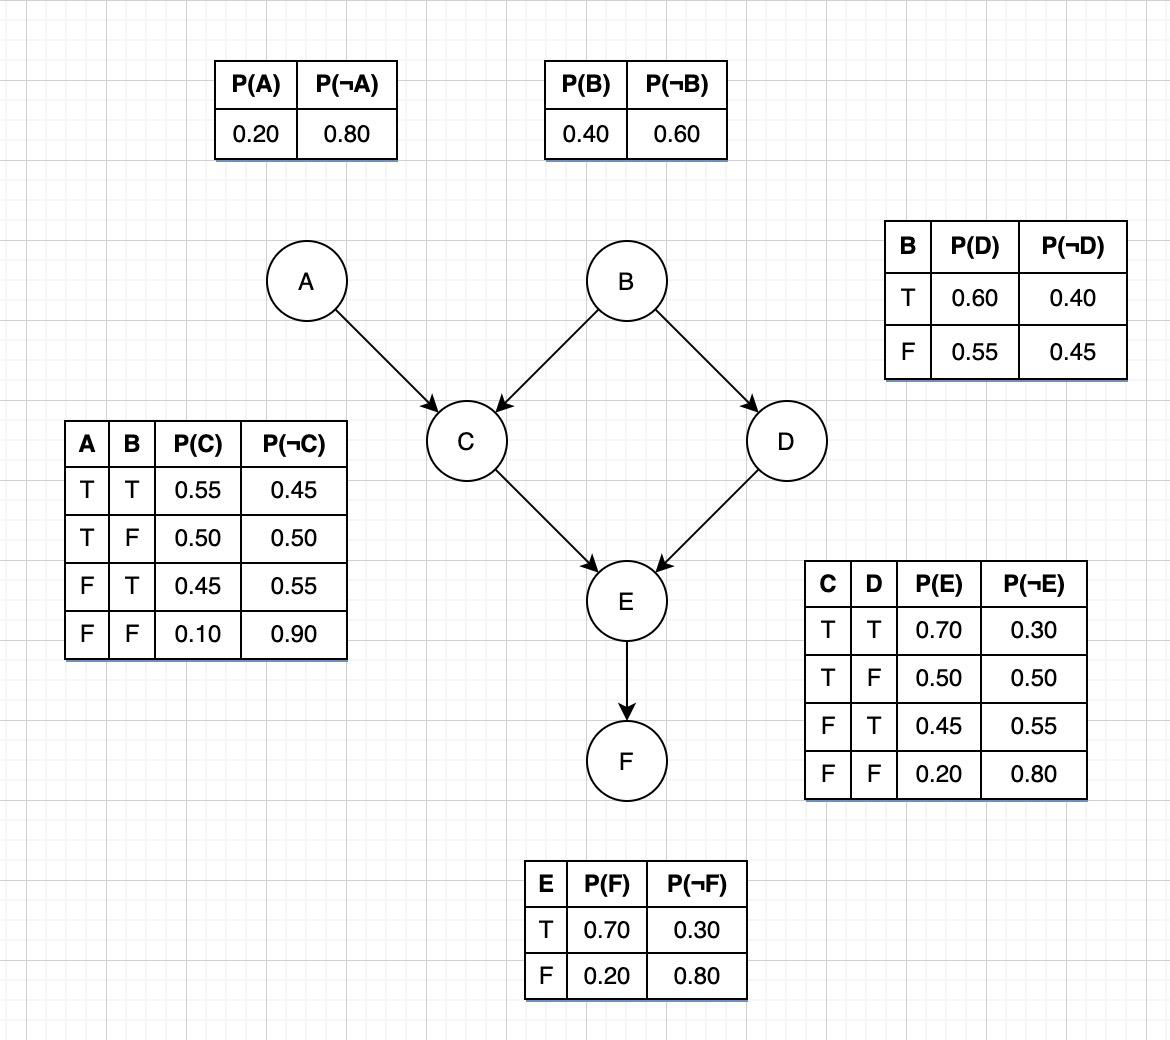 P(A) P(¬A)
0.20 0.80
P(B) P(¬B)
0.40 0.60
B P(D) P(¬D)
T 0.60 0.40
F 0.55 0.45
A
B
A B P(C) P(¬C)
T T 0.55 0.45
T F 0.50 0.50
F T 0.45 0.55
F F 0.10 0.90
C
D
C D P(E) P(¬E)
T T 0.70 0.30
T F 0.50 0.50
F T 0.45 0.55
F F 0.20 0.80
E
F
E P(F) P(¬F)
T 0.70 0.30
F 0.20 0.80